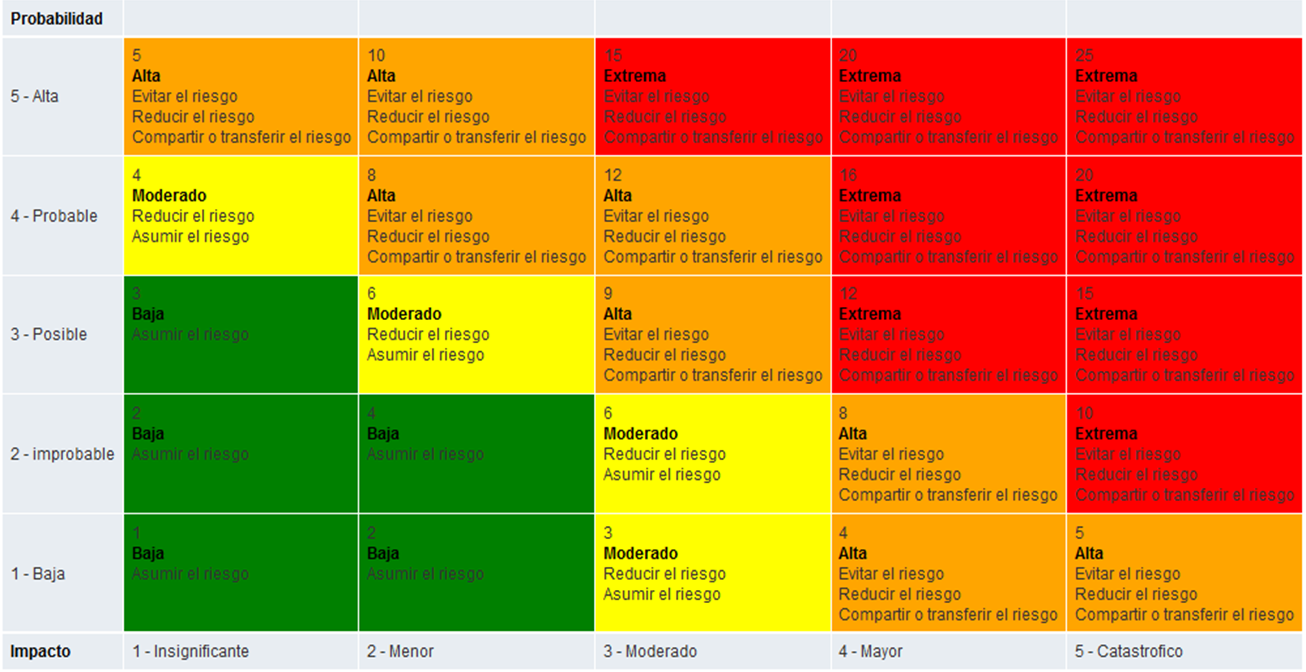 Probabilidad
5 - Alta
5
Alta
Evitar el riesgo
Reducir el riesgo
Compartir o transferir el riesgo
10
Alta
Evitar el riesgo
Reducir el riesgo
Compartir o transferir el riesgo
15
Extrema
Evitar el riesgo
Reducir el riesgo
Compartir o transferir el riesgo
20
Extrema
Evitar el riesgo
Reducir el riesgo
Compartir o transferir el riesgo
25
Extrema
Evitar el riesgo
Reducir el riesgo
Compartir o transferir el riesgo
4 - Probable
4
Moderado
Reducir el riesgo
Asumir el riesgo
8
Alta
Evitar el riesgo
Reducir el riesgo
Compartir o transferir el riesgo
12
Alta
Evitar el riesgo
Reducir el riesgo
Compartir o transferir el riesgo
16
Extrema
Evitar el riesgo
Reducir el riesgo
Compartir o transferir el riesgo
20
Extrema
Evitar el riesgo
Reducir el riesgo
Compartir o transferir el riesgo
3 - Posible
3
Baja
Asumir el riesgo
6
Moderado
Reducir el riesgo
Asumir el riesgo
9
Alta
Evitar el riesgo
Reducir el riesgo
Compartir o transferir el riesgo
12
Extrema
Evitar el riesgo
Reducir el riesgo
Compartir o transferir el riesgo
15
Extrema
Evitar el riesgo
Reducir el riesgo
Compartir o transferir el riesgo
2 - improbable
2
Baja
Asumir el riesgo
4
Baja
Asumir el riesgo
6
Moderado
Reducir el riesgo
Asumir el riesgo
8
Alta
Evitar el riesgo
Reducir el riesgo
Compartir o transferir el riesgo
10
Extrema
Evitar el riesgo
Reducir el riesgo
Compartir o transferir el riesgo
1 - Baja
1
Baja
Asumir el riesgo
2
Baja
Asumir el riesgo
3
Moderado
Reducir el riesgo
Asumir el riesgo
4
Alta
Evitar el riesgo
Reducir el riesgo
Compartir o transferir el riesgo
5
Alta
Evitar el riesgo
Reducir el riesgo
Compartir o transferir el riesgo
Impacto
1 - Insignificante
2 - Menor
3 - Moderado
4 - Mayor
5 - Catastrofico